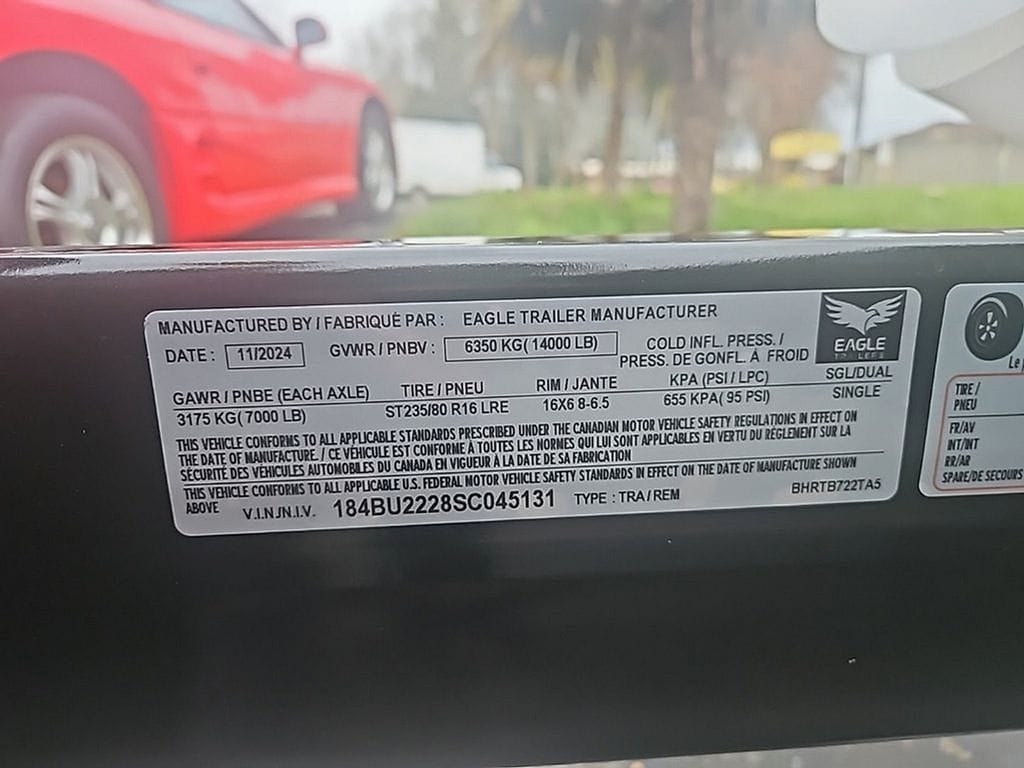 MANUFACTURED BY / FABRIQUÉ PAR : EAGLE TRAILER MANUFACTURER
DATE : 11/2024 GVWR / PNBV : 6350 KG( 14000 LB) COLD INFL. PRESS. /
PRESS. DE GONFL. À FROID
EAGLE
TRAILERS
GAWR / PNBE (EACH AXLE) TIRE / PNEU RIM / JANTE KPA (PSI / LPC) SGL/DUAL
3175 KG( 7000 LB) ST235/80 R16 LRE 16X6 8-6.5 655 KPA( 95 PSI) SINGLE
THIS VEHICLE CONFORMS TO ALL APPLICABLE STANDARDS PRESCRIBED UNDER THE CANADIAN MOTOR VEHICLE SAFETY REGULATIONS IN EFFECT ON
THE DATE OF MANUFACTURE. / CE VÉHICULE EST CONFORME À TOUTES LES NORMES QUI LUI SONT APPLICABLES EN VERTU DU RÈGLEMENT SUR LA
SÉCURITÉ DES VÉHICULES AUTOMOBILES DU CANADA EN VIGUEUR À LA DATE DE SA FABRICATION
THIS VEHICLE CONFORMS TO ALL APPLICABLE U.S. FEDERAL MOTOR VEHICLE SAFETY STANDARDS IN EFFECT ON THE DATE OF MANUFACTURE SHOWN
ABOVE V.I.N./N.I.V. 184BU2228SC045131 TYPE : TRA / REM BHRTB722TA5
Le
TIRE /
PNEU
FR/AV
INT/INT
RR/AR
SPARE/DE SECOURS